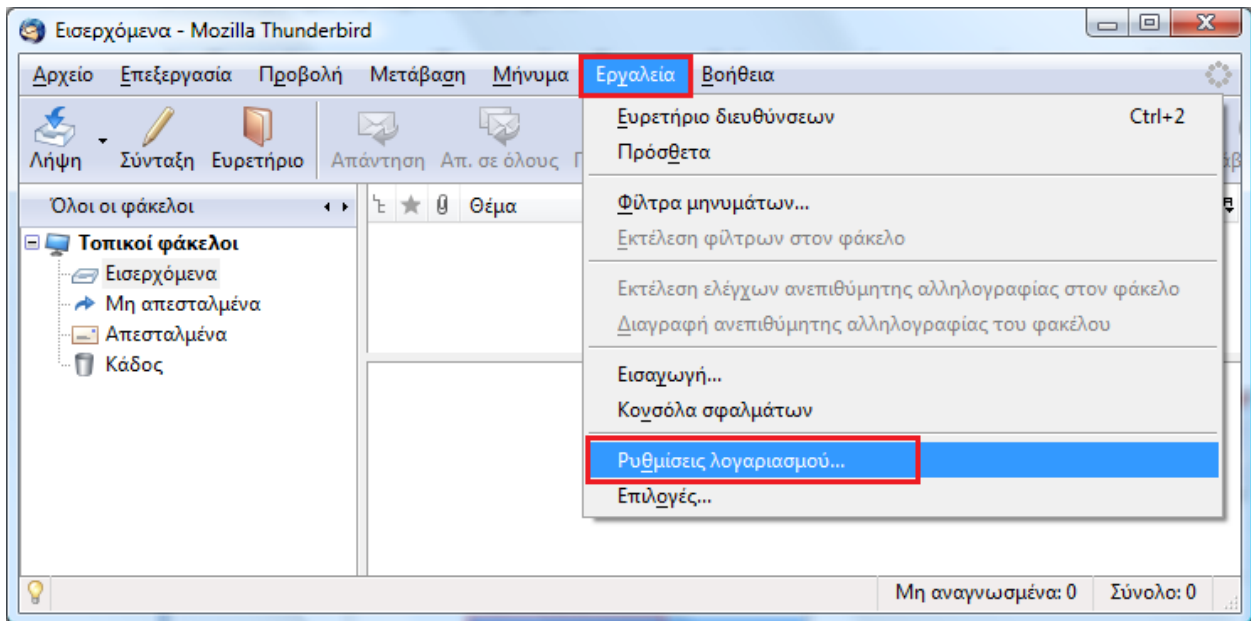 Εισερχόμενα - Mozilla Thunderbird
Αρχείο Επεξεργασία Προβολή Μετάβαση Μήνυμα Εργαλεία Βοήθεια
Λήψη Σύνταξη Ευρετήριο Απάντηση Απ. σε όλους
Όλοι οι φάκελοι
Θέμα
Τοπικοί φάκελοι
Εισερχόμενα
Μη απεσταλμένα
Απεσταλμένα
Κάδος
Ευρετήριο διευθύνσεων Ctrl+2
Πρόσθετα
Φίλτρα μηνυμάτων...
Εκτέλεση φίλτρων στον φάκελο
Εκτέλεση ελέγχων ανεπιθύμητης αλληλογραφίας στον φάκελο
Διαγραφή ανεπιθύμητης αλληλογραφίας του φακέλου
Εισαγωγή...
Κονσόλα σφαλμάτων
Ρυθμίσεις λογαριασμού...
Επιλογές...
Μη αναγνωσμένα: 0 Σύνολο: 0